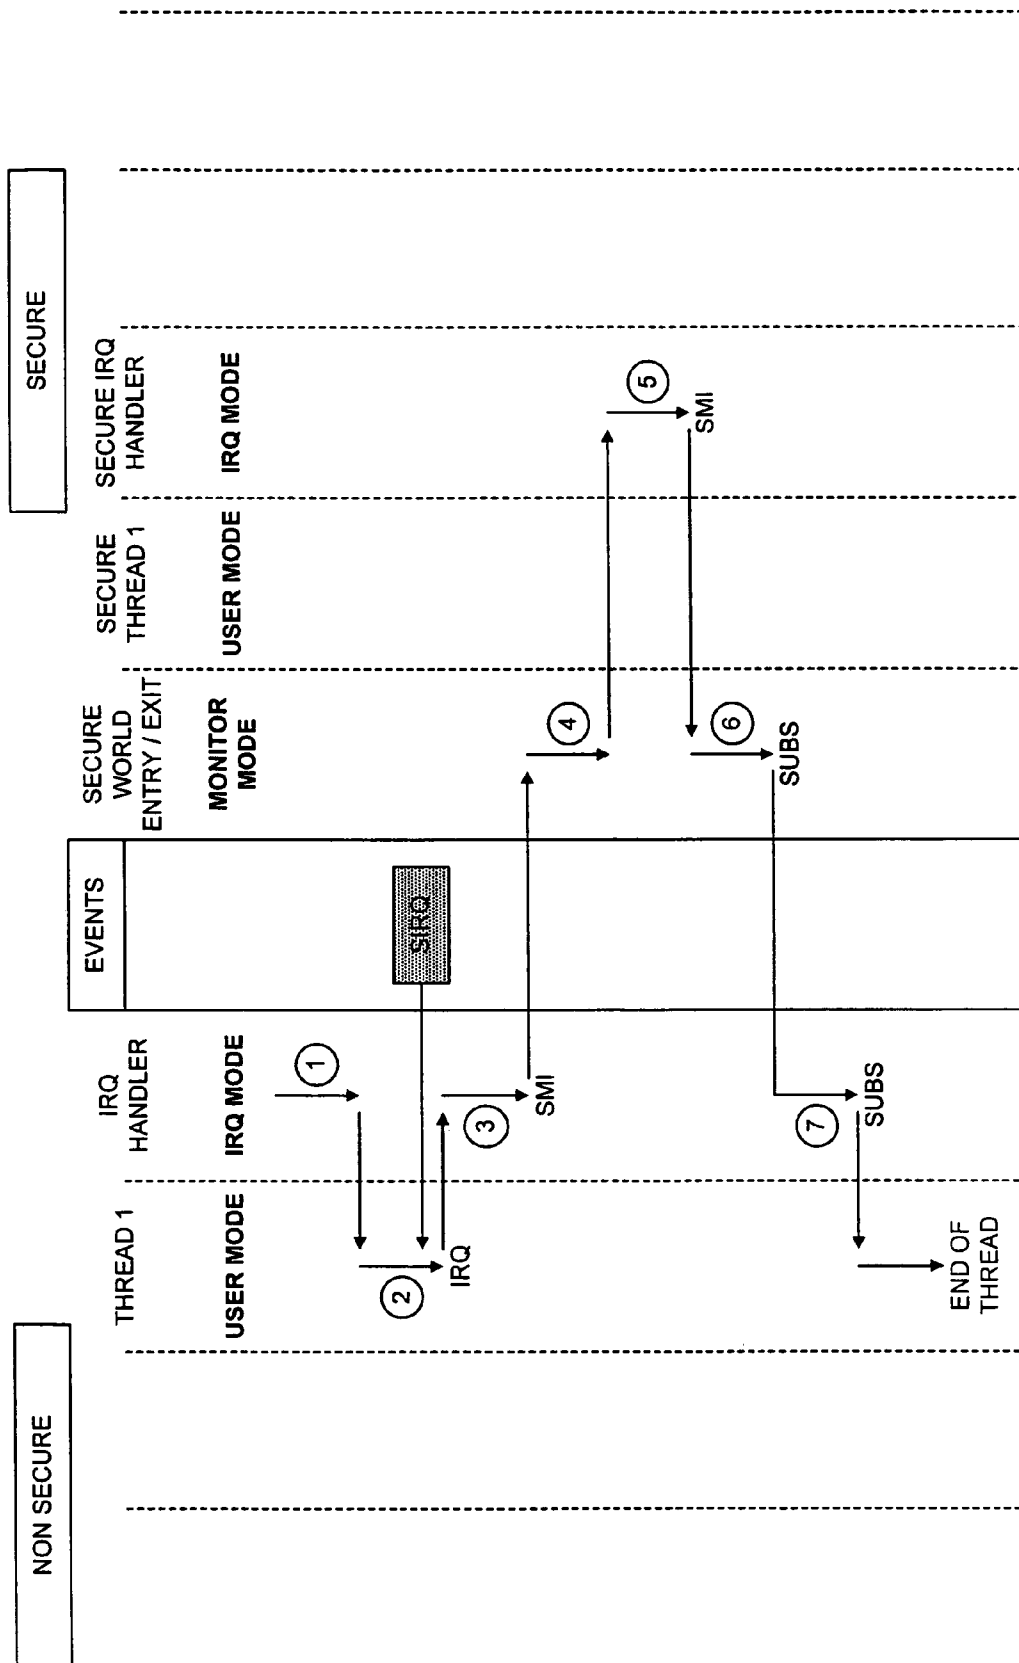 NON SECURE
SECURE
THREAD 1
USER MODE
IRQ
HANDLER
IRQ MODE
EVENTS
SECURE
WORLD
ENTRY / EXIT
MONITOR
MODE
SECURE
THREAD 1
USER MODE
SECURE IRQ
HANDLER
IRQ MODE
1
2
SIRQ
IRQ
3
SMI
4
5
SMI
6
SUBS
7
SUBS
END OF
THREAD